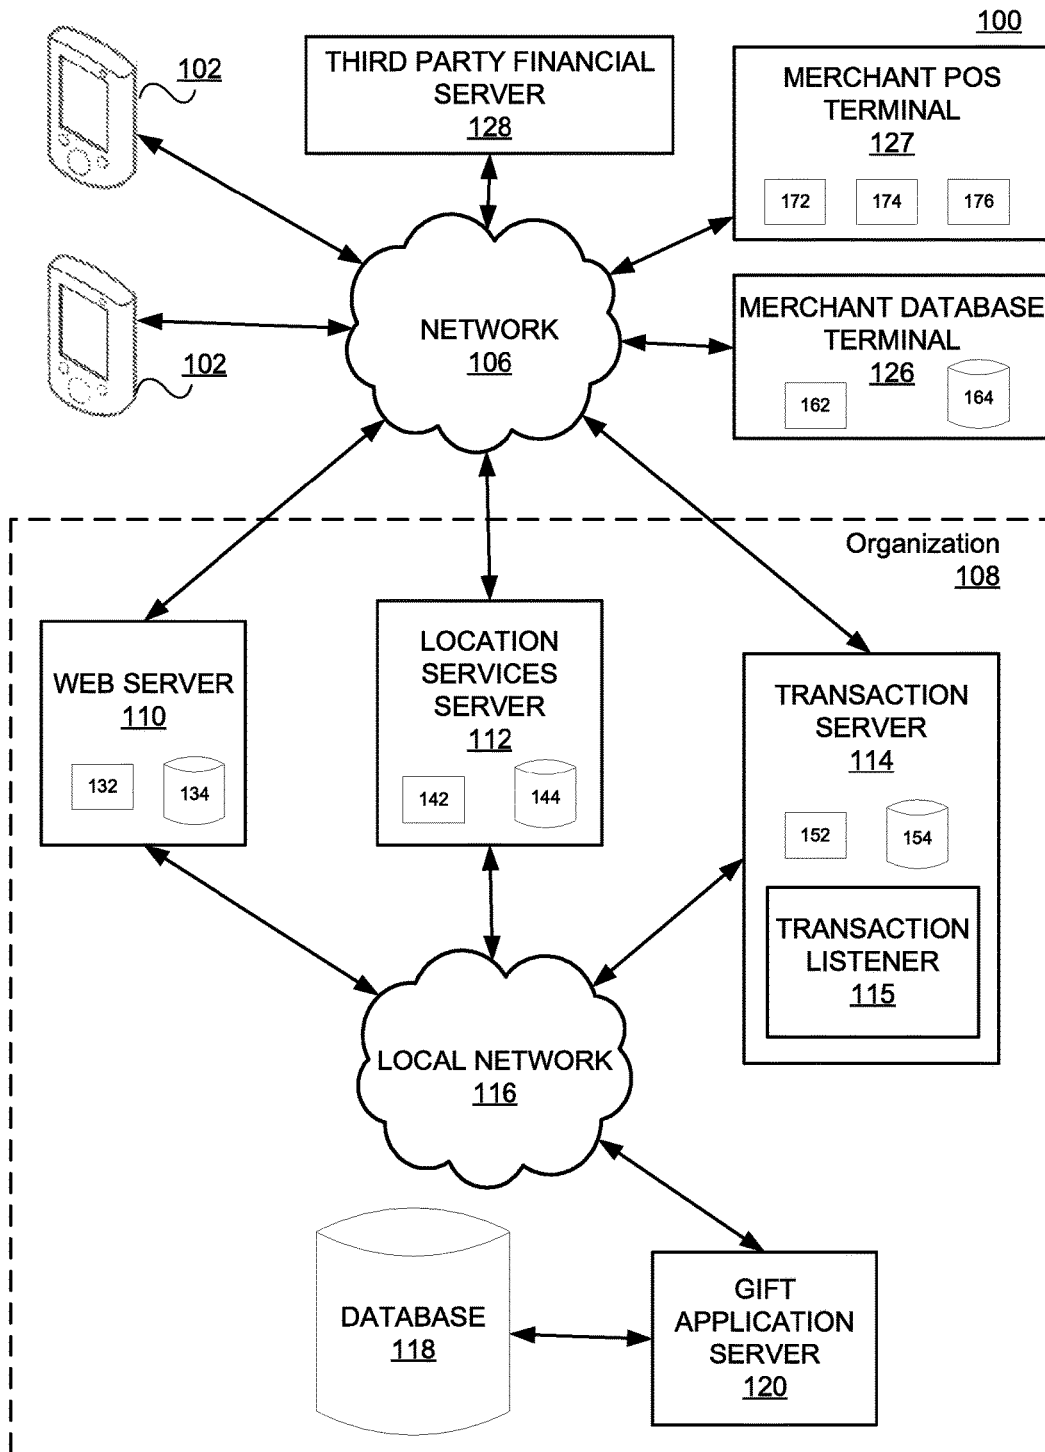 100
102
THIRD PARTY FINANCIAL
SERVER
128
MERCHANT POS
TERMINAL
127
172
174
176
102
NETWORK
106
MERCHANT DATABASE
TERMINAL
126
162
164
Organization
108
WEB SERVER
110
132
134
LOCATION
SERVICES
SERVER
112
142
144
TRANSACTION
SERVER
114
152
154
TRANSACTION
LISTENER
115
LOCAL NETWORK
116
DATABASE
118
GIFT
APPLICATION
SERVER
120